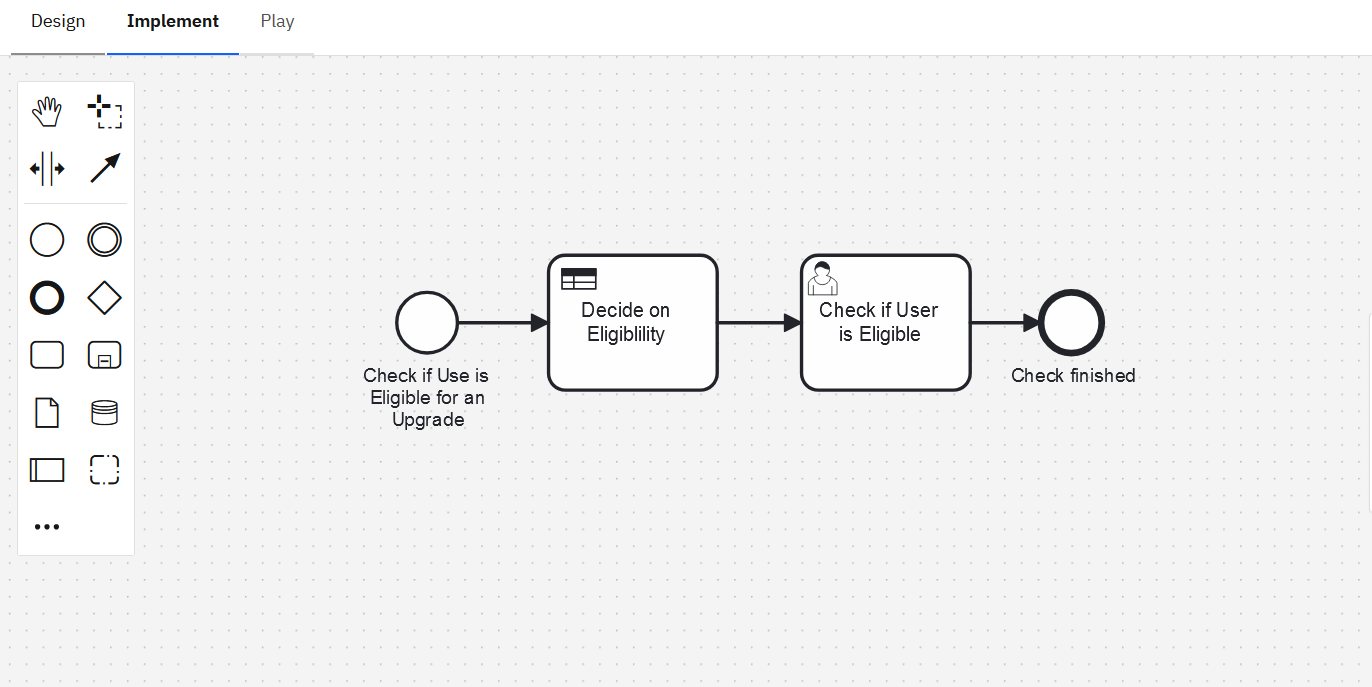 Design Implement Play
Decide on
Eligiblility
Check if User
is Eligible
Check if Use is
Eligible for an
Upgrade
Check finished